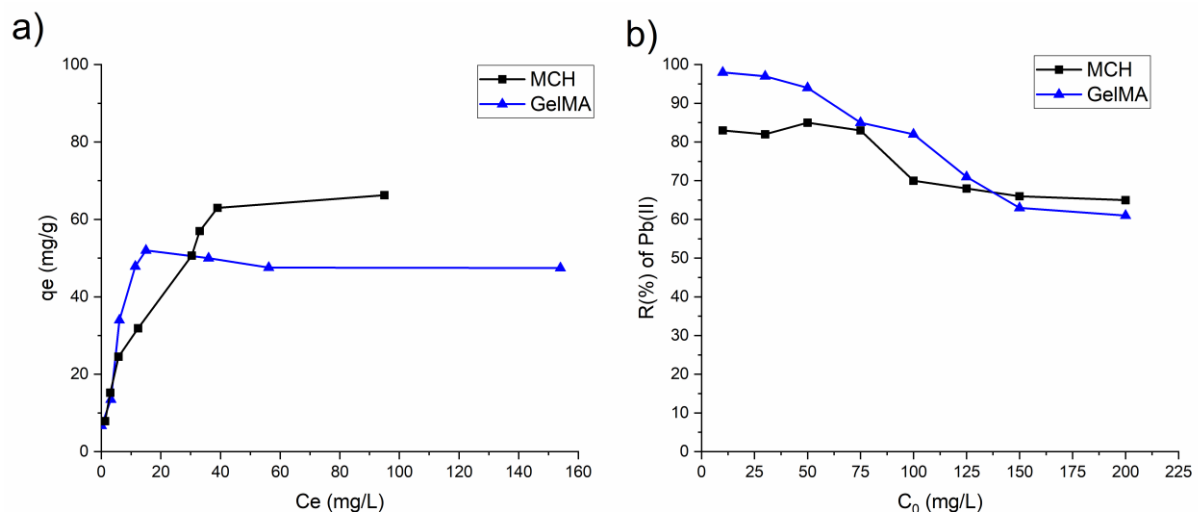 a)
MCH
GelMA
100
80
60
40
20
0
0 20 40 60 80 100 120 140 160
qe (mg/g)
Ce (mg/L)
b)
MCH
GelMA
100
90
80
70
60
50
40
30
20
10
0
0 25 50 75 100 125 150 175 200 225
R(%) of Pb(II)
C₀ (mg/L)